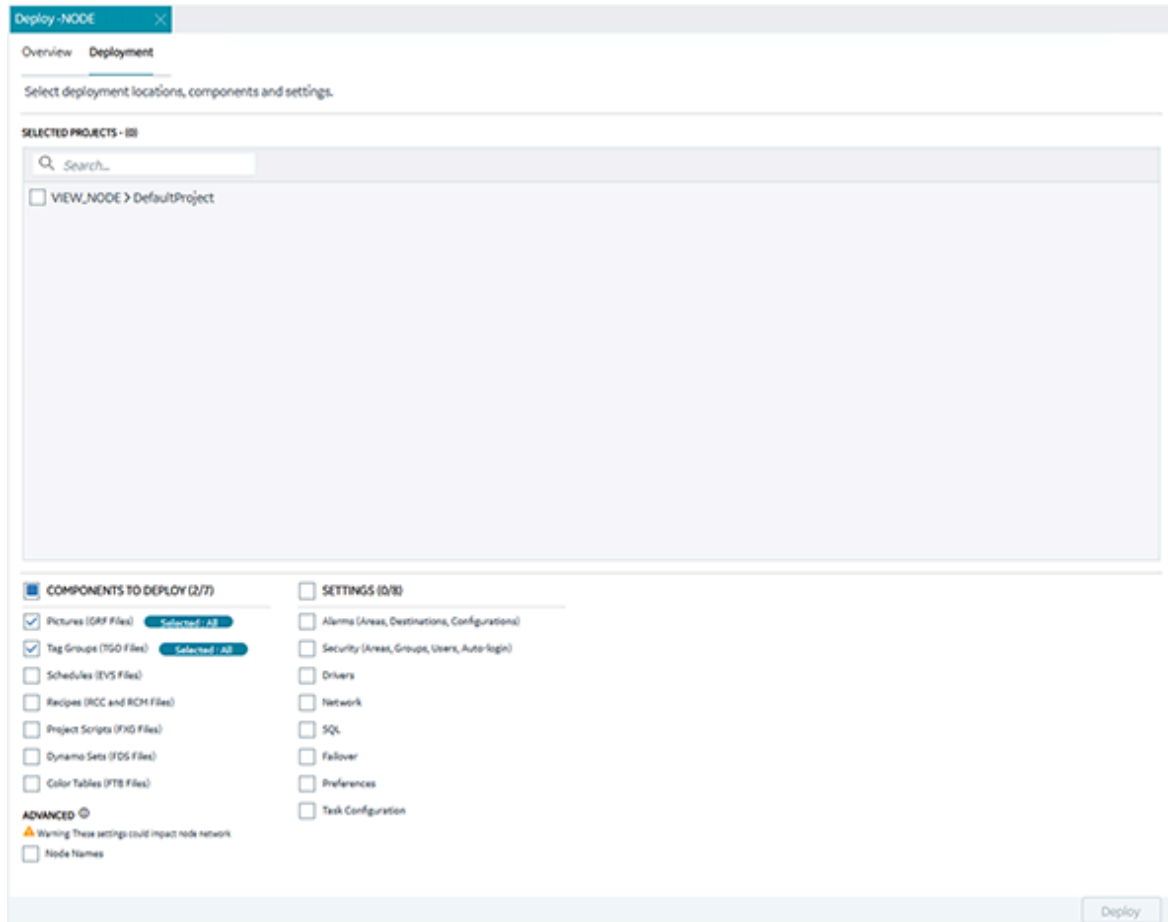 Deploy -NODE
Overview Deployment
Select deployment locations, components and settings.
SELECTED PROJECTS - (0)
Search...
VIEW_NODE > DefaultProject
COMPONENTS TO DEPLOY (2/7)
Pictures (GRF Files) Selected : All
Tag Groups (TGO Files) Selected : All
Schedules (EVS Files)
Recipes (RCC and RCM Files)
Project Scripts (FXG Files)
Dynamo Sets (FDS Files)
Color Tables (FTB Files)
ADVANCED
Warning These settings could impact node network
Node Names
SETTINGS (0/8)
Alarms (Areas, Destinations, Configurations)
Security (Areas, Groups, Users, Auto-login)
Drivers
Network
SQL
Failover
Preferences
Task Configuration
Deploy